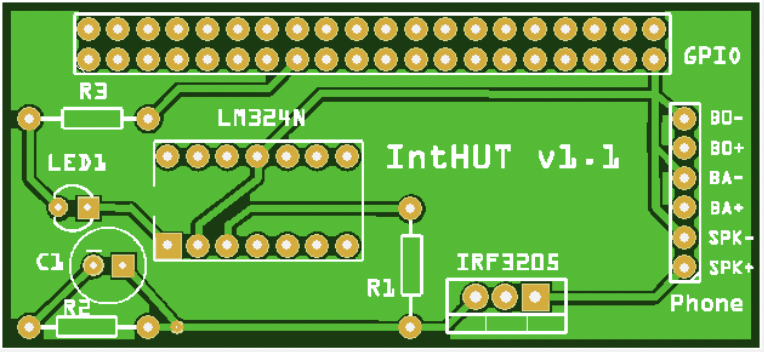 GPIO
R3
LM324N
BO-
BO+
LED1
IntHUT v1.1
BA-
BA+
SPK-
C1
IRF3205
SPK+
R1
R2
Phone